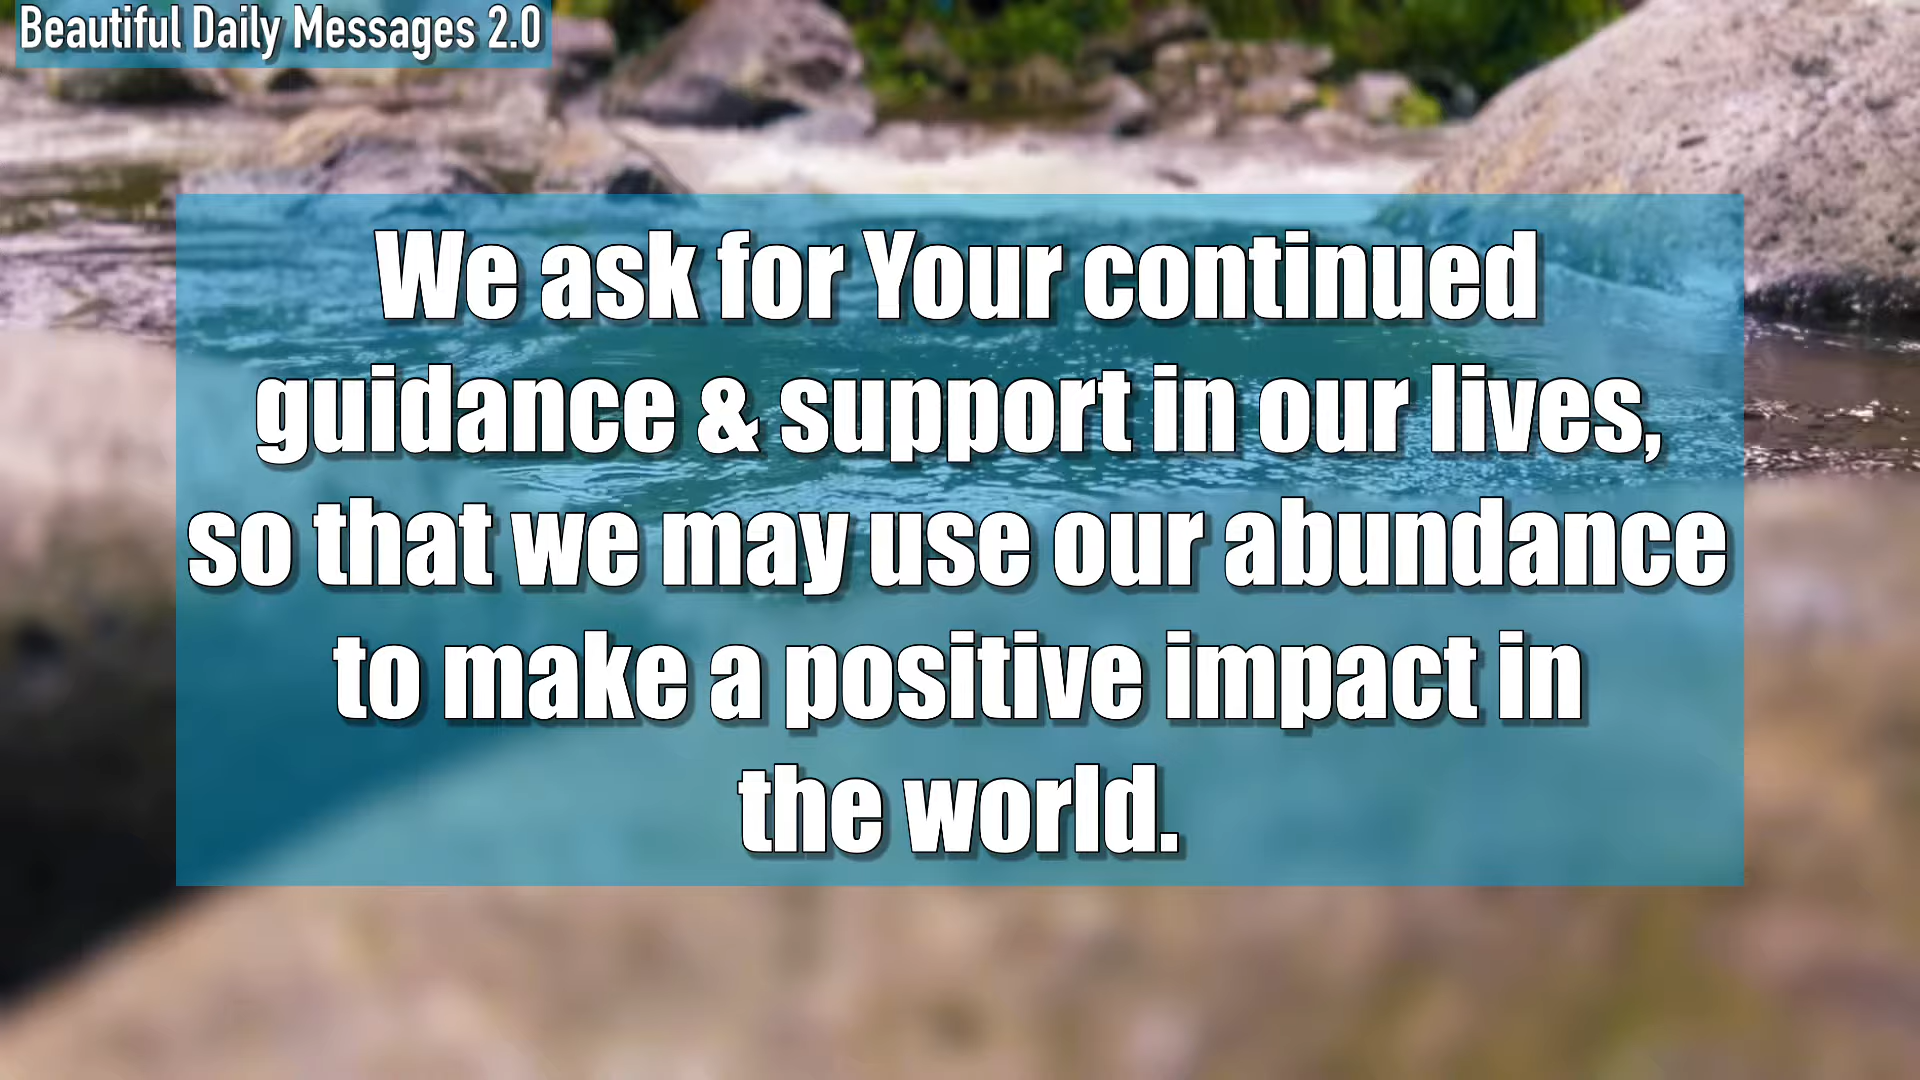 Beautiful Daily Messages 2.0
We ask for Your continued
guidance & support in our lives,
so that we may use our abundance
to make a positive impact in
the world.